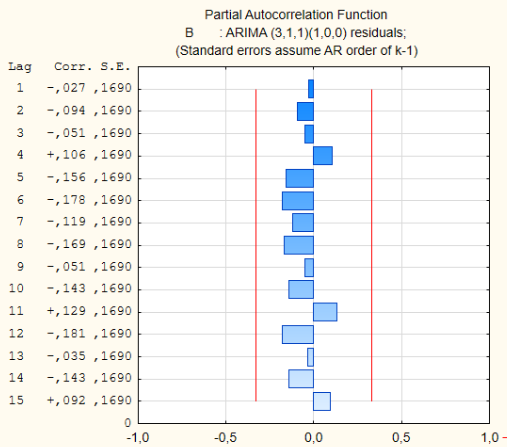 Partial Autocorrelation Function
B : ARIMA (3,1,1)(1,0,0) residuals;
(Standard errors assume AR order of k-1)
Lag Corr. S.E.
1 -,027 ,1690
2 -,094 ,1690
3 -,051 ,1690
4 +,106 ,1690
5 -,156 ,1690
6 -,178 ,1690
7 -,119 ,1690
8 -,169 ,1690
9 -,051 ,1690
10 -,143 ,1690
11 +,129 ,1690
12 -,181 ,1690
13 -,035 ,1690
14 -,143 ,1690
15 +,092 ,1690
0
-1,0 -0,5 0,0 0,5 1,0